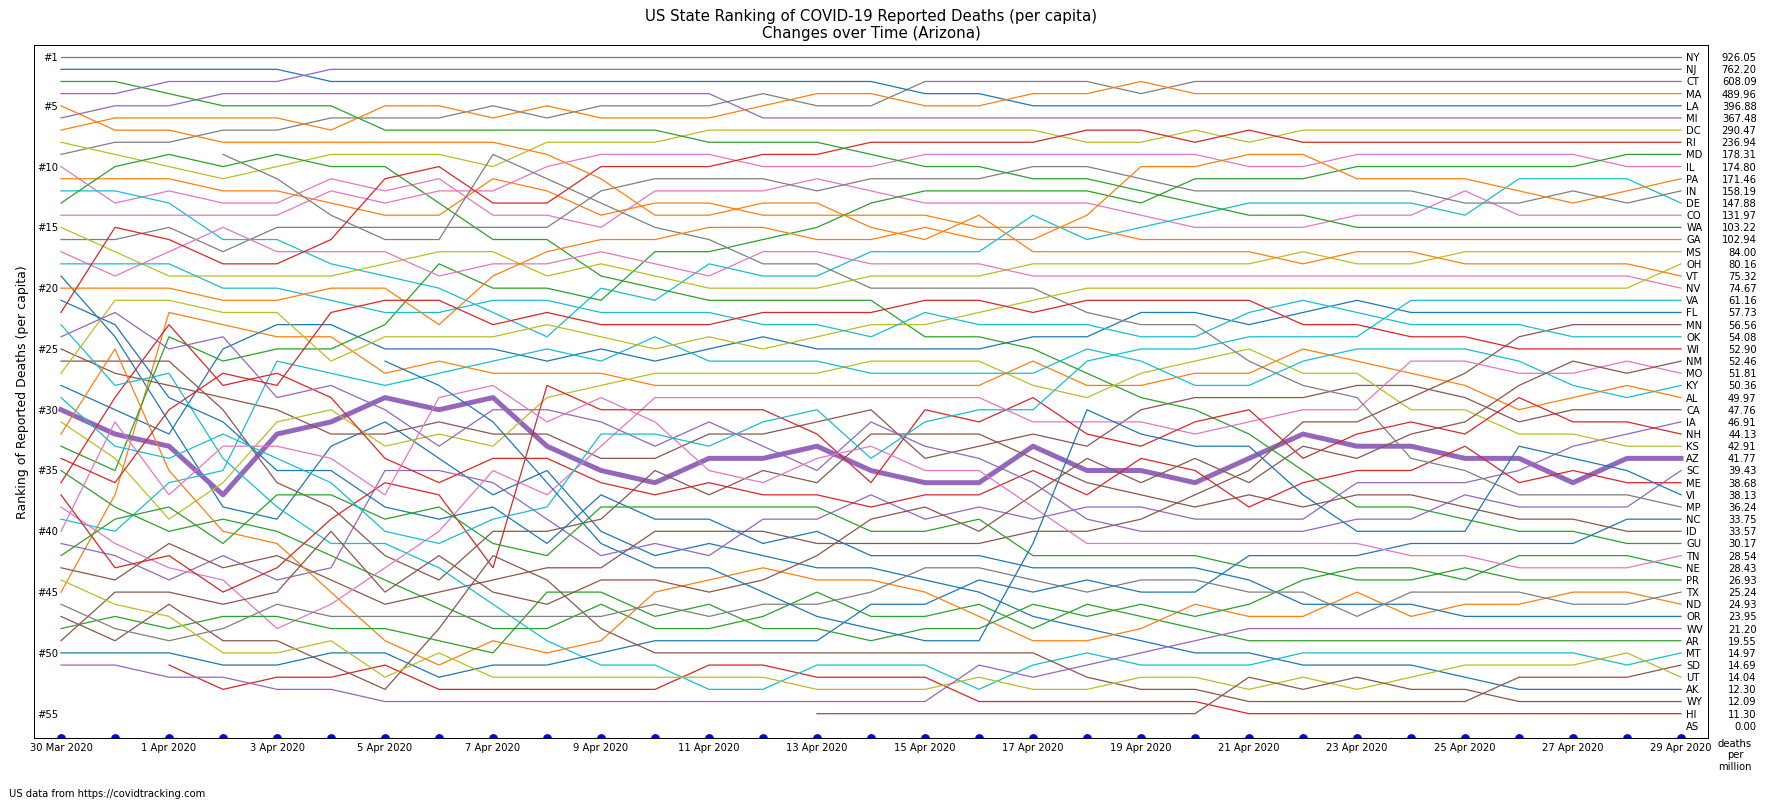 US State Ranking of COVID-19 Reported Deaths (per capita)
Changes over Time (Arizona)
Ranking of Reported Deaths (per capita)
#1
#5
#10
#15
#20
#25
#30
#35
#40
#45
#50
#55
NY 926.05
NJ 762.20
CT 608.09
MA 489.96
LA 396.88
MI 367.48
DC 290.47
RI 236.94
MD 178.31
IL 174.80
PA 171.46
IN 158.19
DE 147.88
CO 131.97
WA 103.22
GA 102.94
MS 84.00
OH 80.16
VT 75.32
NV 74.67
VA 61.16
FL 57.73
MN 56.56
OK 54.08
WI 52.90
NM 52.46
MO 51.81
KY 50.36
AL 49.97
CA 47.76
IA 46.91
NH 44.13
KS 42.91
AZ 41.77
SC 39.43
ME 38.68
VI 38.13
MP 36.24
NC 33.75
ID 33.57
GU 30.17
TN 28.54
NE 28.43
PR 26.93
TX 25.24
ND 24.93
OR 23.95
WV 21.20
AR 19.55
MT 14.97
SD 14.69
UT 14.04
AK 12.30
WY 12.09
HI 11.30
AS 0.00
30 Mar 2020 1 Apr 2020 3 Apr 2020 5 Apr 2020 7 Apr 2020 9 Apr 2020 11 Apr 2020 13 Apr 2020 15 Apr 2020 17 Apr 2020 19 Apr 2020 21 Apr 2020 23 Apr 2020 25 Apr 2020 27 Apr 2020 29 Apr 2020
deaths
per
million
US data from https://covidtracking.com